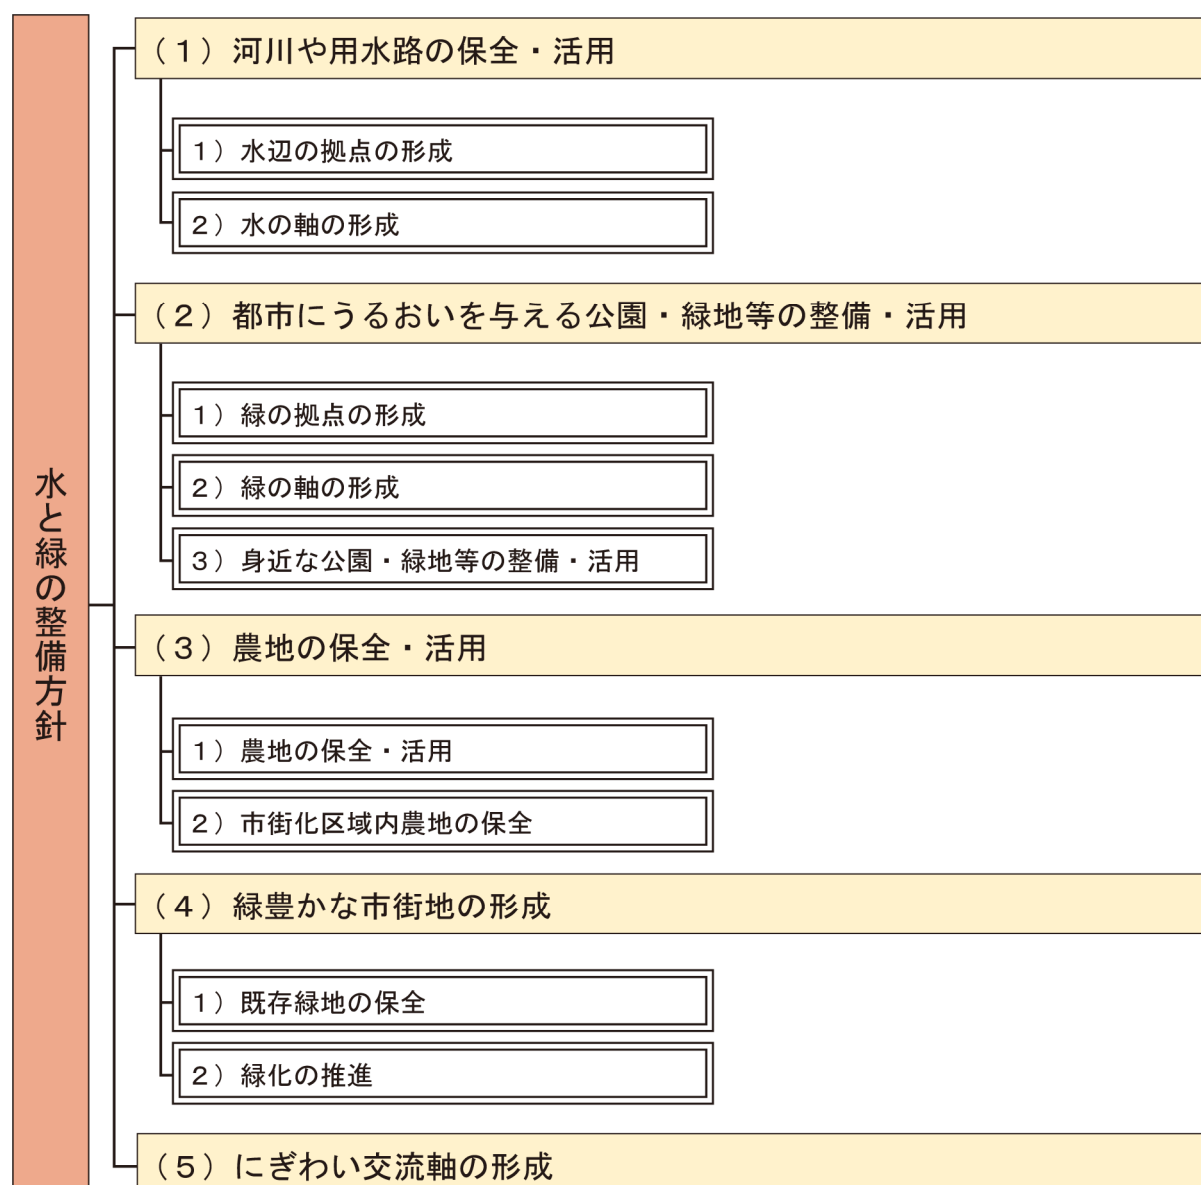 水と緑の整備方針
（１）河川や用水路の保全・活用
１）水辺の拠点の形成
２）水の軸の形成
（２）都市にうるおいを与える公園・緑地等の整備・活用
１）緑の拠点の形成
２）緑の軸の形成
３）身近な公園・緑地等の整備・活用
（３）農地の保全・活用
１）農地の保全・活用
２）市街化区域内農地の保全
（４）緑豊かな市街地の形成
１）既存緑地の保全
２）緑化の推進
（５）にぎわい交流軸の形成